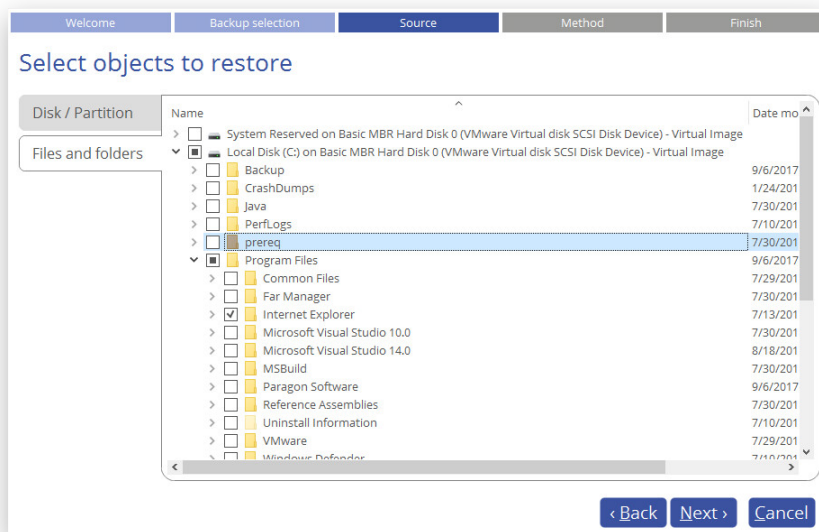 Welcome
Backup selection
Source
Method
Finish
Select objects to restore
Disk / Partition
Files and folders
Name
Date mo
System Reserved on Basic MBR Hard Disk 0 (VMware Virtual disk SCSI Disk Device) - Virtual Image
Local Disk (C:) on Basic MBR Hard Disk 0 (VMware Virtual disk SCSI Disk Device) - Virtual Image
Backup 9/6/2017
CrashDumps 1/24/201
Java 7/30/201
PerfLogs 7/10/201
prereq 7/30/201
Program Files 9/6/2017
Common Files 7/29/201
Far Manager 7/30/201
Internet Explorer 7/13/201
Microsoft Visual Studio 10.0 7/30/201
Microsoft Visual Studio 14.0 8/18/201
MSBuild 7/30/201
Paragon Software 9/6/2017
Reference Assemblies 7/30/201
Uninstall Information 7/10/201
VMware 7/29/201
Windows Defender 7/10/201
‹ Back
Next ›
Cancel